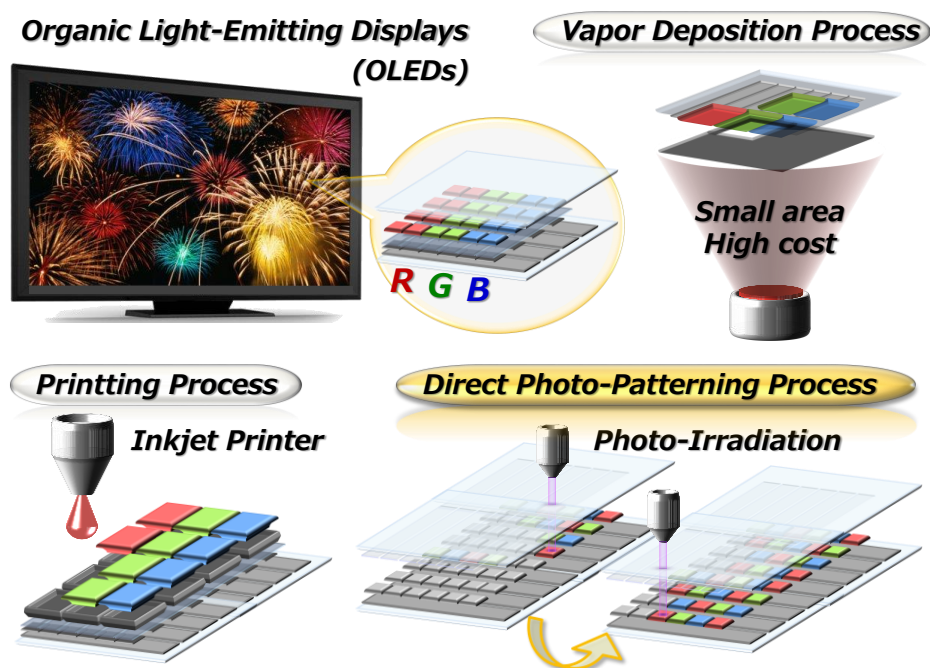 Organic Light-Emitting Displays
(OLEDs)
R G B
Vapor Deposition Process
Small area
High cost
Printting Process
Inkjet Printer
Direct Photo-Patterning Process
Photo-Irradiation